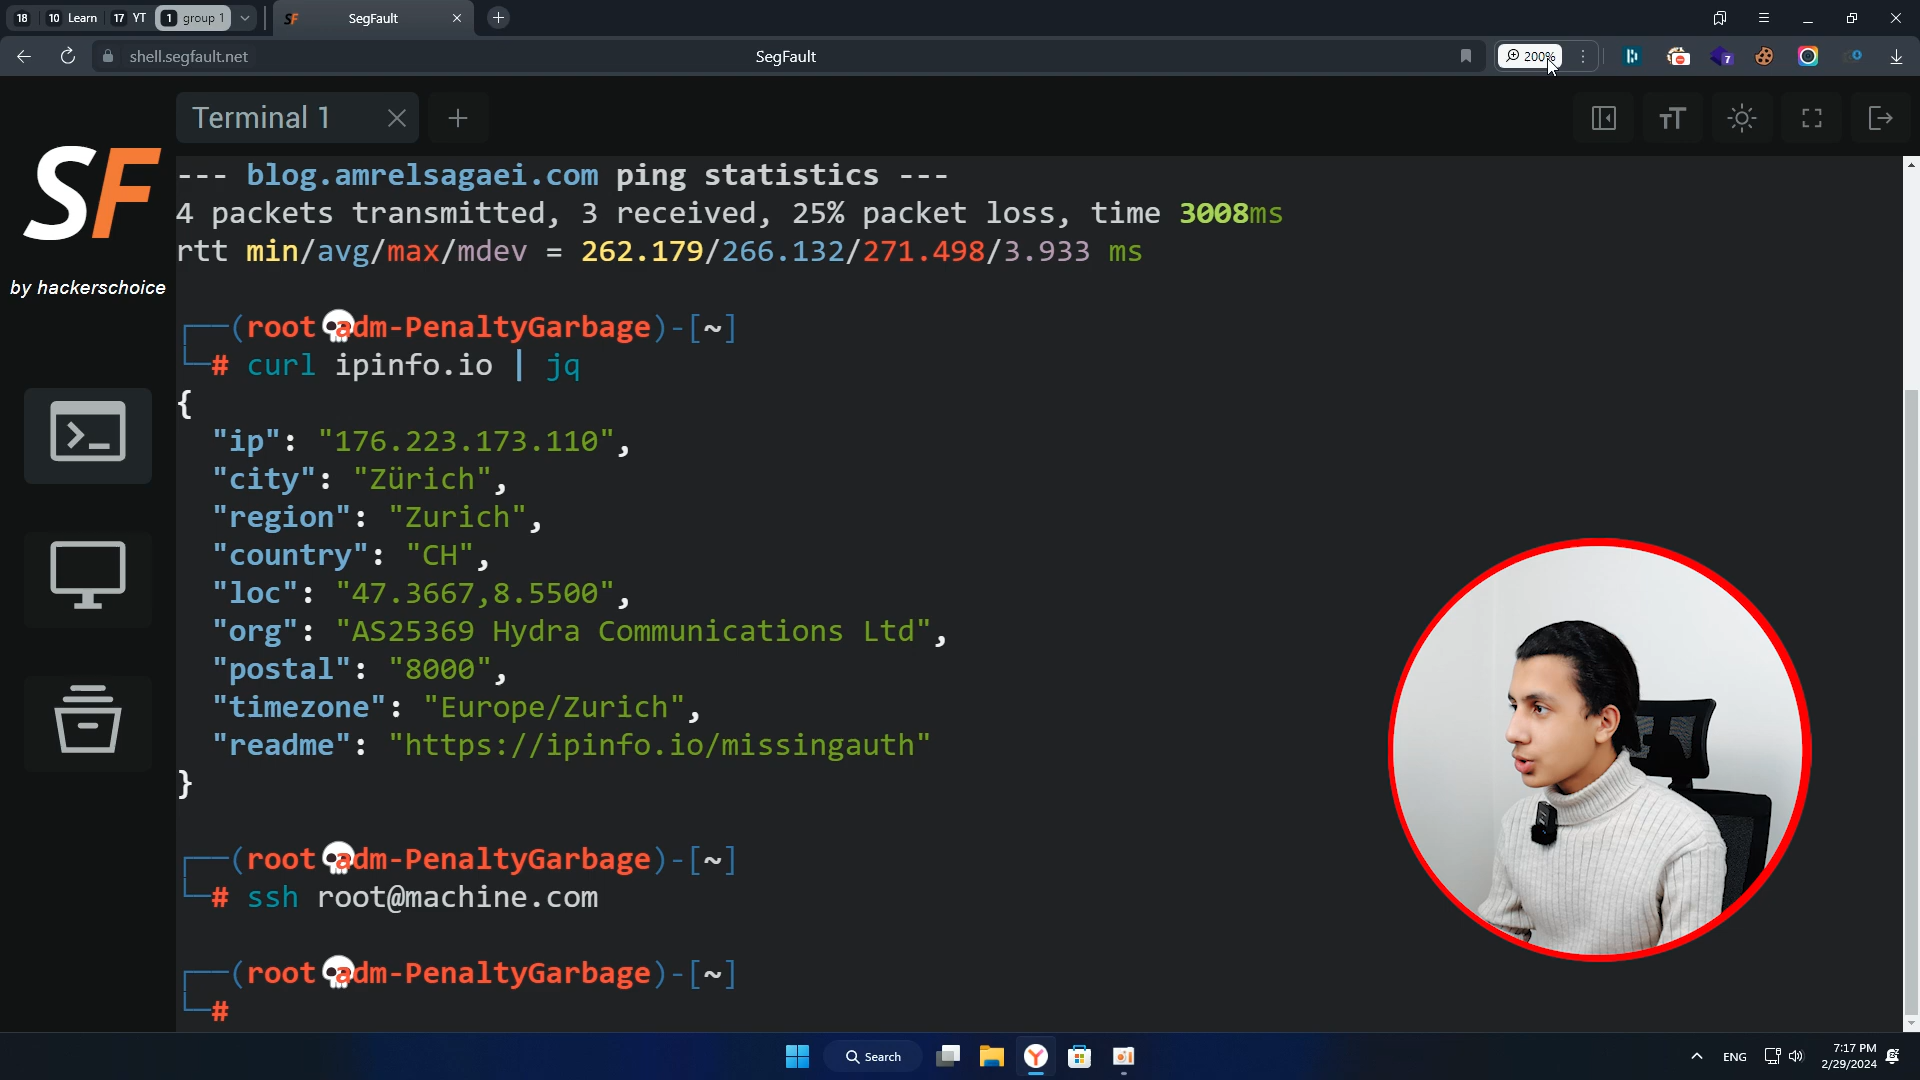 18 10 Learn 17 YT 1 group 1 SF SegFault
shell.segfault.net SegFault 200% 7
Terminal 1
SF
by hackerschoice
--- blog.amrelsagaei.com ping statistics ---
4 packets transmitted, 3 received, 25% packet loss, time 3008ms
rtt min/avg/max/mdev = 262.179/266.132/271.498/3.933 ms
(root💀adm-PenaltyGarbage)-[~]
# curl ipinfo.io | jq
{
"ip": "176.223.173.110",
"city": "Zürich",
"region": "Zurich",
"country": "CH",
"loc": "47.3667,8.5500",
"org": "AS25369 Hydra Communications Ltd",
"postal": "8000",
"timezone": "Europe/Zurich",
"readme": "https://ipinfo.io/missingauth"
}
(root💀adm-PenaltyGarbage)-[~]
# ssh root@machine.com
(root💀adm-PenaltyGarbage)-[~]
#
Search ENG 7:17 PM
2/29/2024